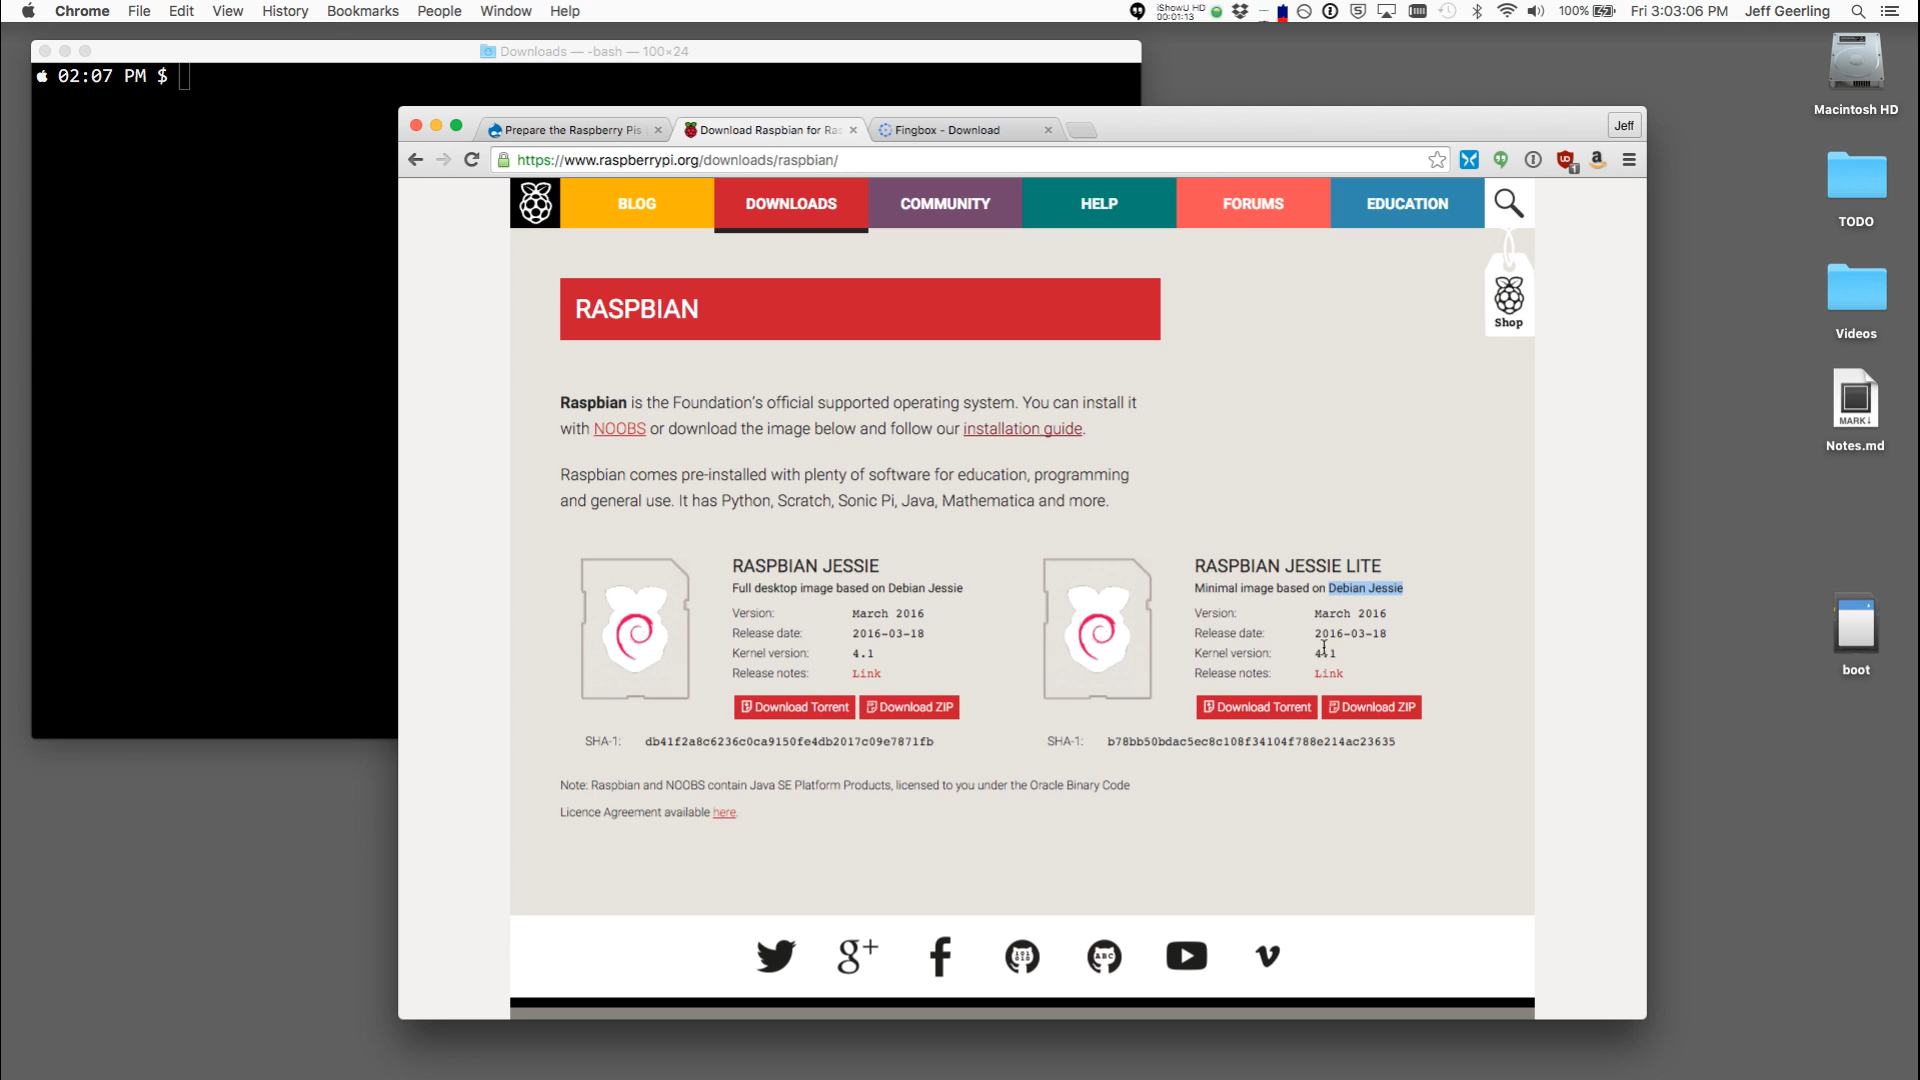 Chrome File Edit View History Bookmarks People Window Help
iShowU HD
00:01:13
100% Fri 3:03:06 PM Jeff Geerling
Downloads — -bash — 100×24
02:07 PM $
Macintosh HD
TODO
Videos
MARK↓
Notes.md
boot
Prepare the Raspberry Pis
Download Raspbian for Ras
Fingbox - Download
Jeff
https://www.raspberrypi.org/downloads/raspbian/
BLOG DOWNLOADS COMMUNITY HELP FORUMS EDUCATION
Shop
RASPBIAN
Raspbian is the Foundation's official supported operating system. You can install it
with NOOBS or download the image below and follow our installation guide.
Raspbian comes pre-installed with plenty of software for education, programming
and general use. It has Python, Scratch, Sonic Pi, Java, Mathematica and more.
RASPBIAN JESSIE
Full desktop image based on Debian Jessie
Version: March 2016
Release date: 2016-03-18
Kernel version: 4.1
Release notes: Link
Download Torrent Download ZIP
SHA-1: db41f2a8c6236c0ca9150fe4db2017c09e7871fb
RASPBIAN JESSIE LITE
Minimal image based on Debian Jessie
Version: March 2016
Release date: 2016-03-18
Kernel version: 4.1
Release notes: Link
Download Torrent Download ZIP
SHA-1: b78bb50bdac5ec8c108f34104f788e214ac23635
Note: Raspbian and NOOBS contain Java SE Platform Products, licensed to you under the Oracle Binary Code
Licence Agreement available here.